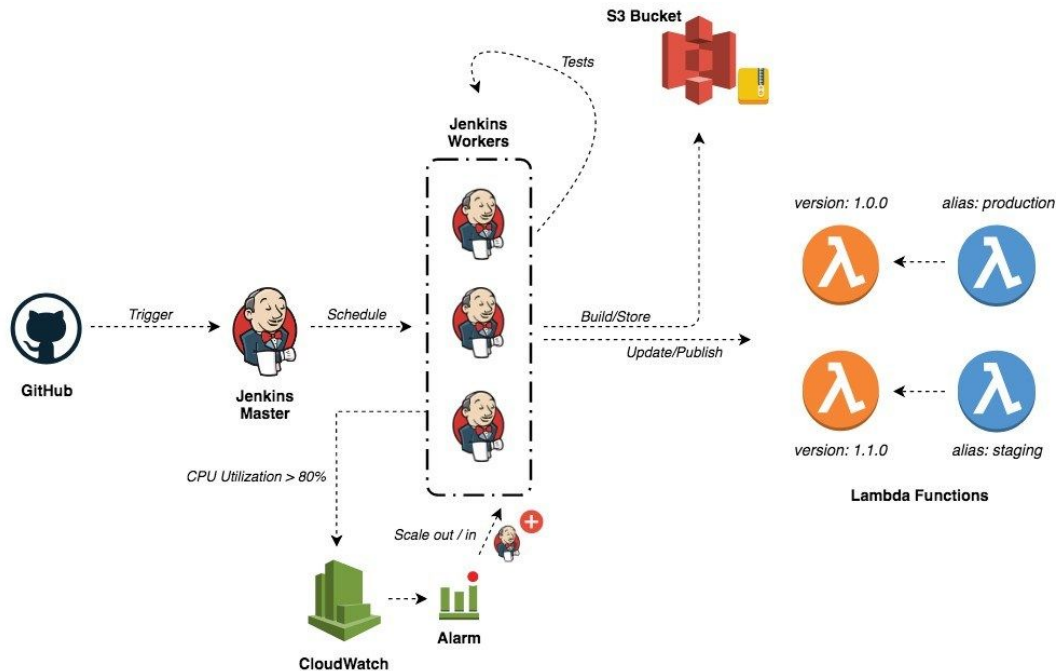 S3 Bucket
Tests
Jenkins
Workers
version: 1.0.0
alias: production
Trigger
Schedule
Build/Store
Update/Publish
GitHub
Jenkins
Master
version: 1.1.0
alias: staging
CPU Utilization > 80%
Lambda Functions
Scale out / in
Alarm
CloudWatch